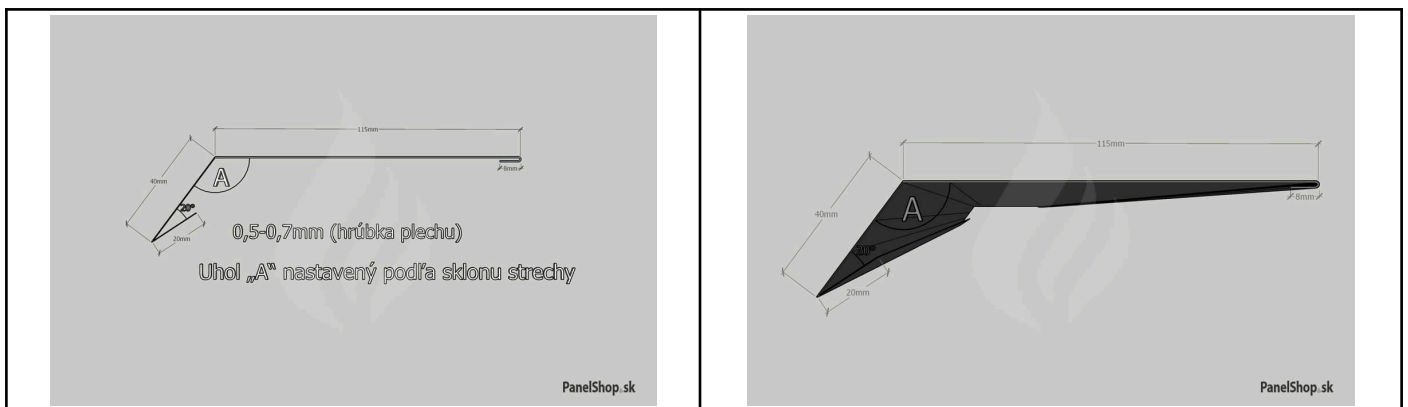 115mm
8mm
40mm
A
20°
20mm
0,5-0,7mm (hrúbka plechu)
Uhol „A“ nastavený podľa sklonu strechy
PanelShop.sk
115mm
8mm
40mm
A
20°
20mm
PanelShop.sk